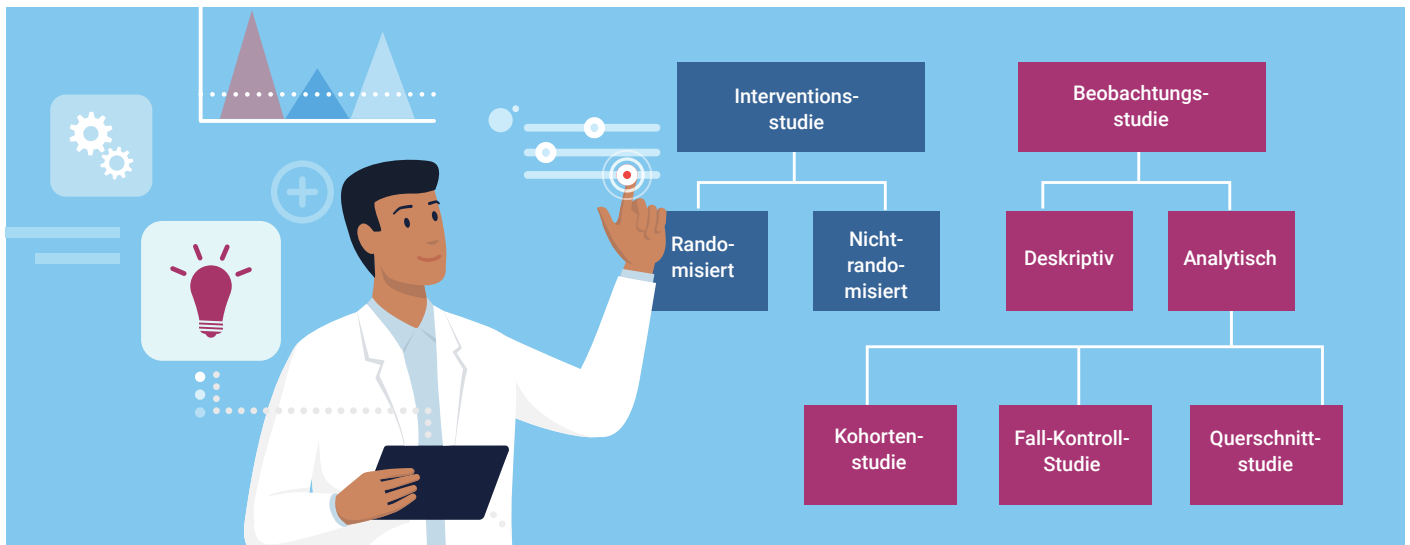 Interventions-
studie
Beobachtungs-
studie
Rando-
misiert
Nicht-
rando-
misiert
Deskriptiv
Analytisch
Kohorten-
studie
Fall-Kontroll-
Studie
Querschnitt-
studie